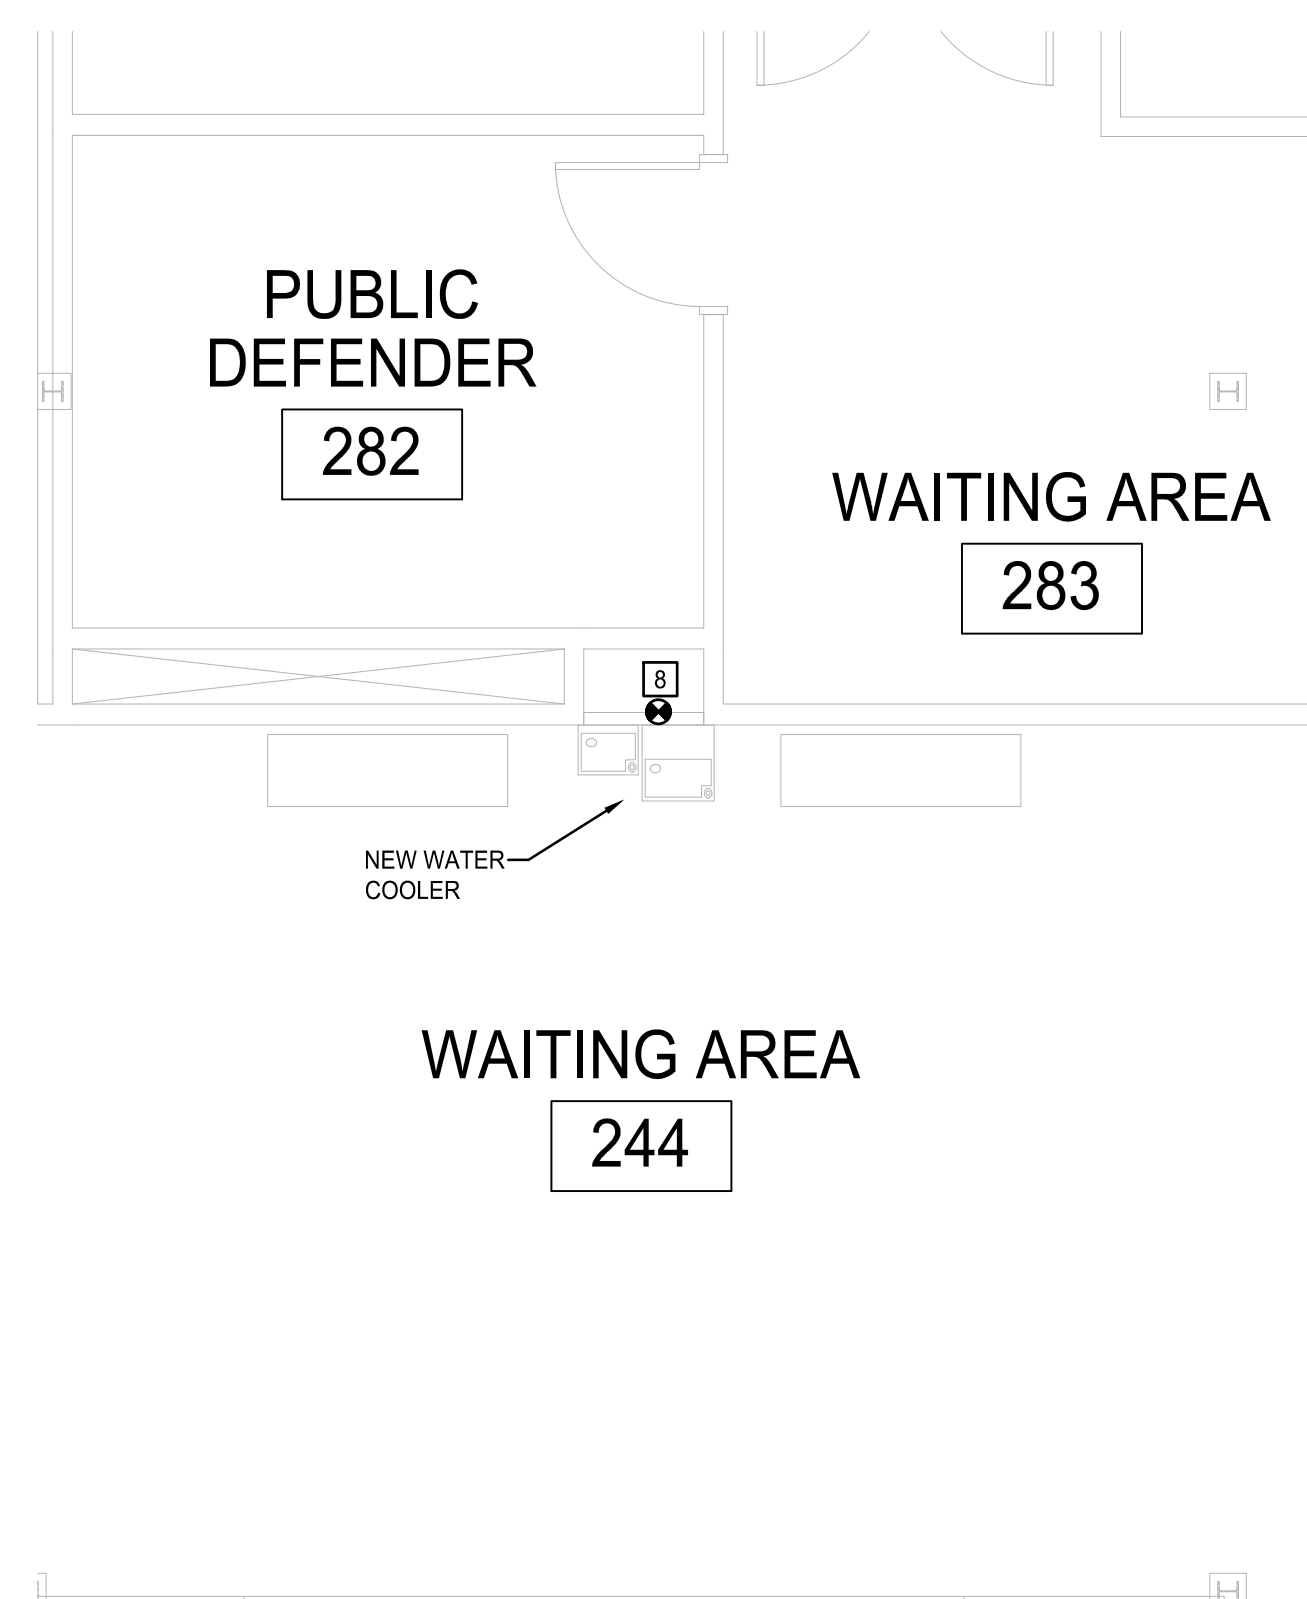 PUBLIC
DEFENDER
282
WAITING AREA
283
8
NEW WATER
COOLER
WAITING AREA
244